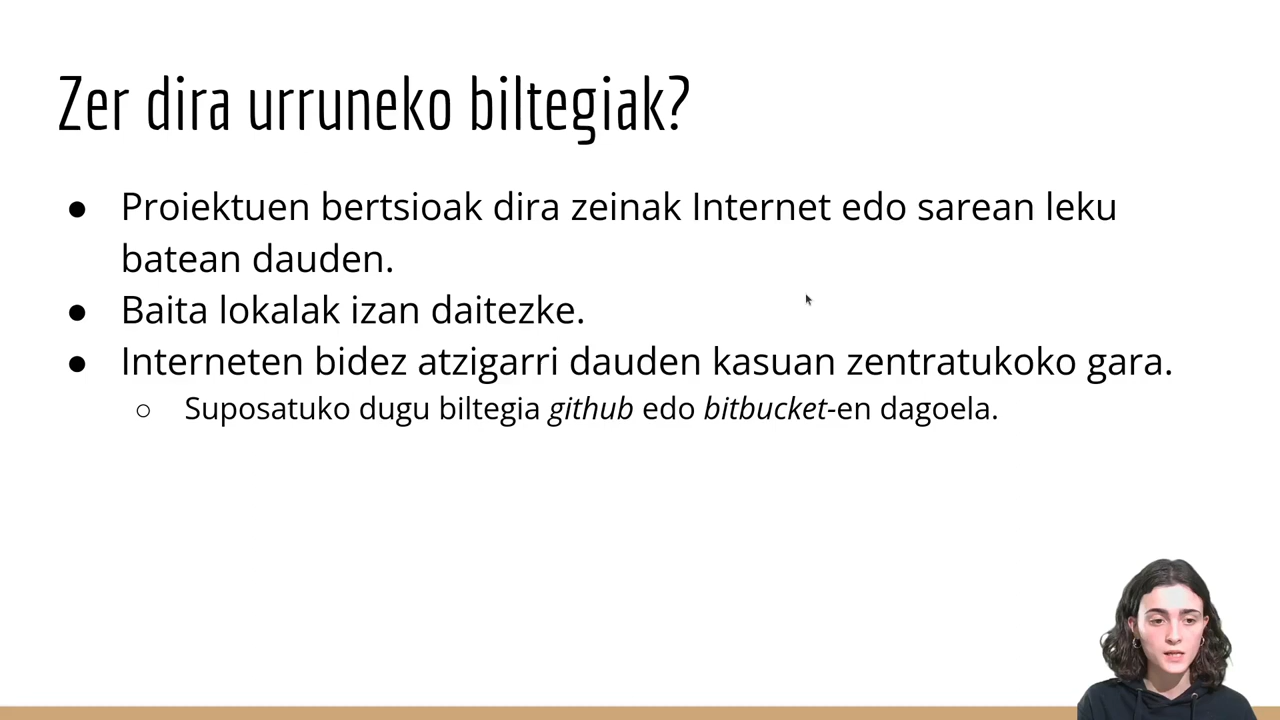 Zer dira urruneko biltegiak?
● Proiektuen bertsioak dira zeinak Internet edo sarean leku
batean dauden.
● Baita lokalak izan daitezke.
● Interneten bidez atzigarri dauden kasuan zentratukoko gara.
○ Suposatuko dugu biltegia github edo bitbucket-en dagoela.